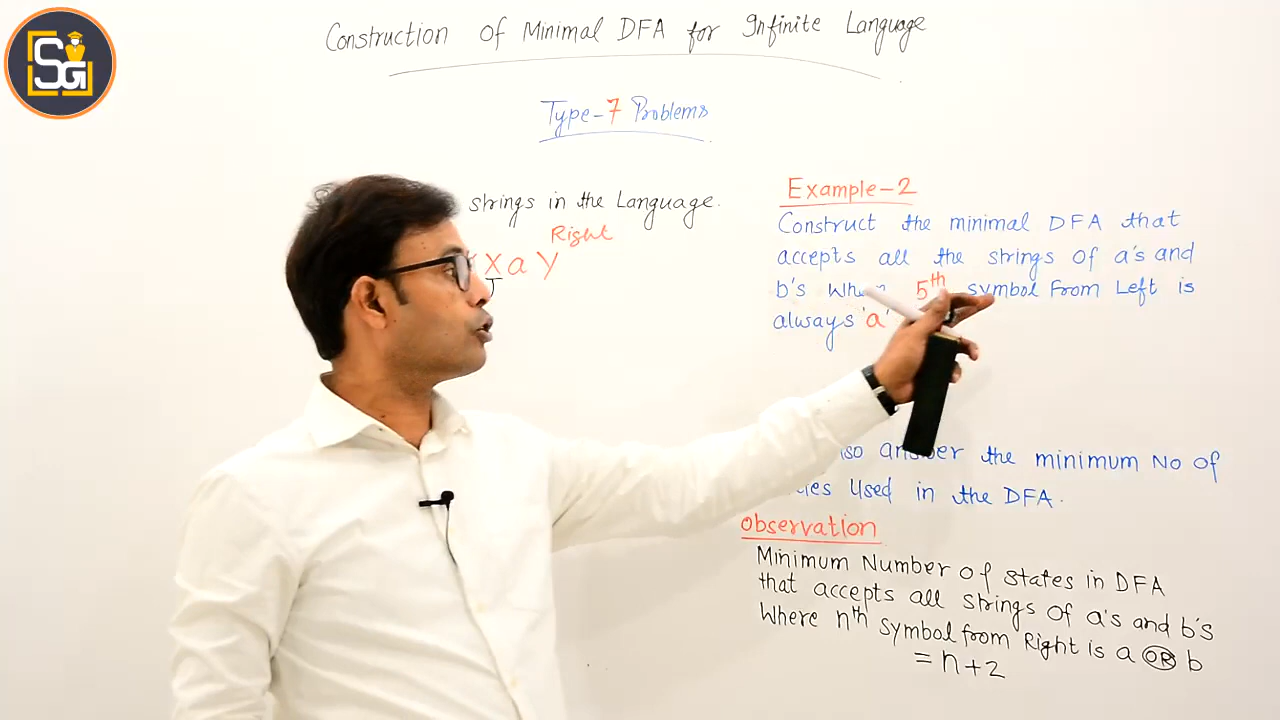 SG
Construction of Minimal DFA for Infinite Language
Type-7 Problems
strings in the Language.
Right
X a Y
Example-2
Construct the minimal DFA that
accepts all the strings of a's and
b's 5th symbol from Left is
always 'a'
the minimum No of
Used in the DFA.
Observation
Minimum Number of states in DFA
that accepts all strings of a's and b's
Where nth symbol from Right is a OR b
= n+2